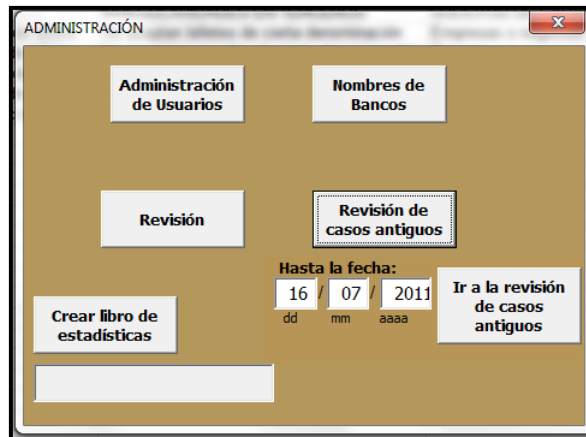 ADMINISTRACIÓN
Administración
de Usuarios
Nombres de
Bancos
Revisión
Revisión de
casos antiguos
Hasta la fecha:
16 / 07 / 2011
dd mm aaaa
Ir a la revisión
de casos
antiguos
Crear libro de
estadísticas